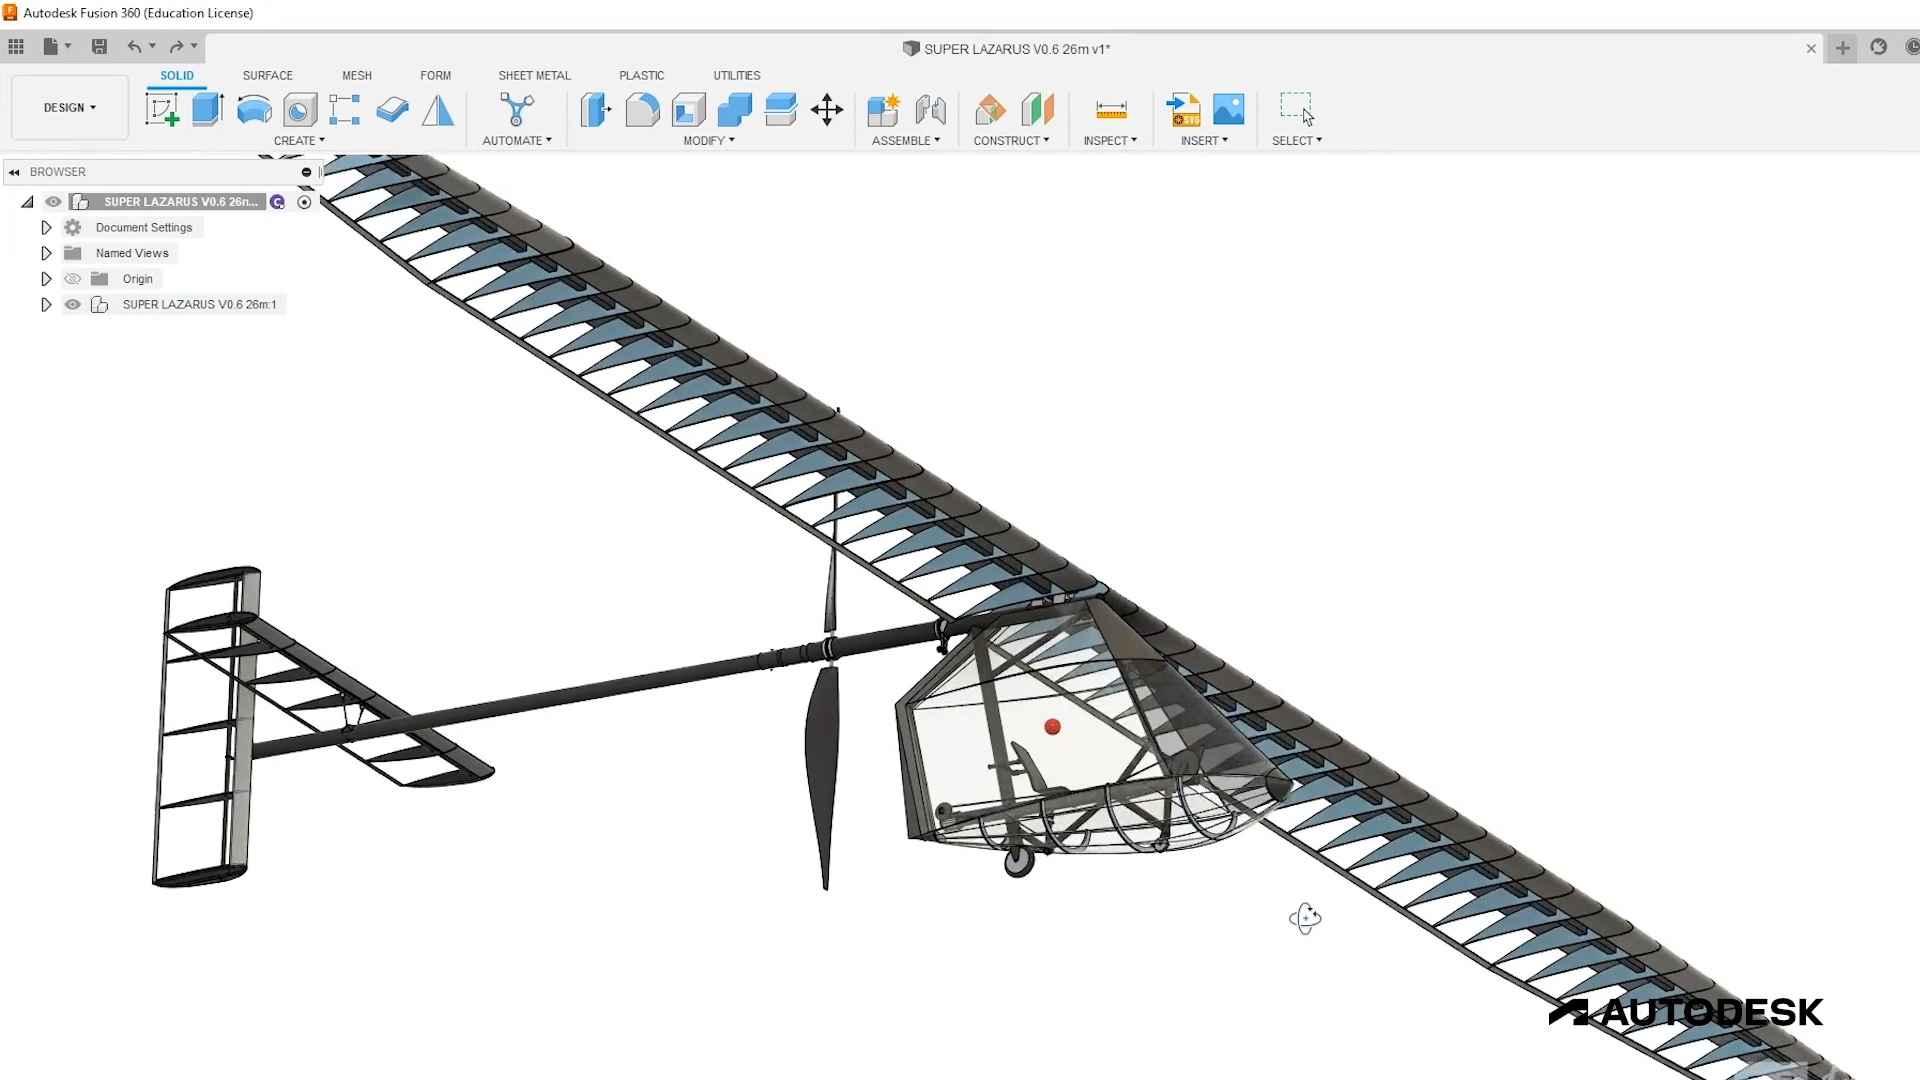 Autodesk Fusion 360 (Education License)
SUPER LAZARUS V0.6 26m v1*
SOLID SURFACE MESH FORM SHEET METAL PLASTIC UTILITIES
DESIGN
CREATE AUTOMATE MODIFY ASSEMBLE CONSTRUCT INSPECT INSERT SELECT
SVG
BROWSER
SUPER LAZARUS V0.6 26n...
Document Settings
Named Views
Origin
SUPER LAZARUS V0.6 26m:1
AUTODESK